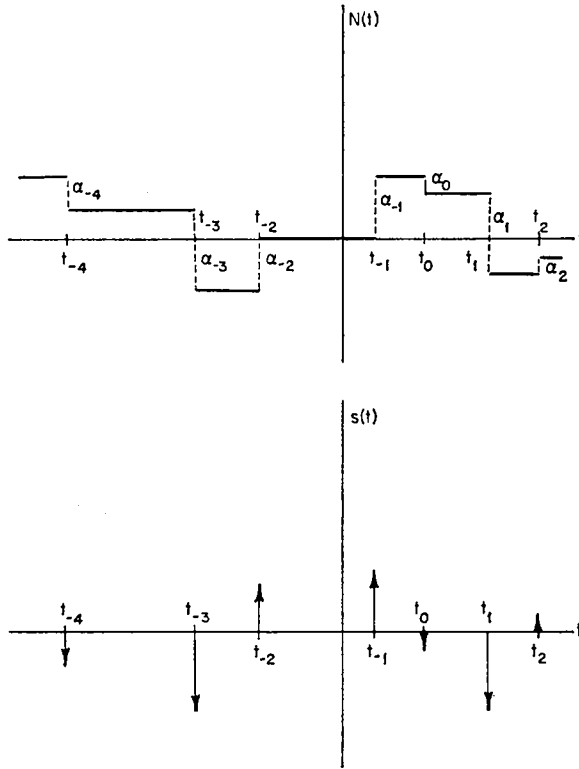 N(t)
α₋₄ α₋₁ α₀
t₋₃ t₋₂ α₁ t₂
t₋₄ α₋₃ α₋₂ t₋₁ t₀ t₁ α₂
s(t)
t₋₄ t₋₃ t₀ t₁ t
t₋₂ t₋₁ t₂